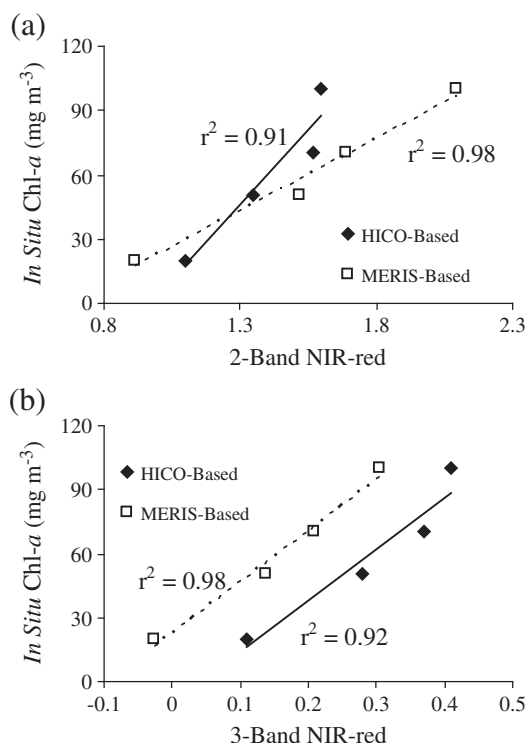 (a)
120
90
60
30
0
In Situ Chl-a (mg m⁻³)
r² = 0.91
r² = 0.98
HICO-Based
MERIS-Based
0.8 1.3 1.8 2.3
2-Band NIR-red
(b)
120
90
60
30
0
In Situ Chl-a (mg m⁻³)
HICO-Based
MERIS-Based
r² = 0.98
r² = 0.92
-0.1 0 0.1 0.2 0.3 0.4 0.5
3-Band NIR-red